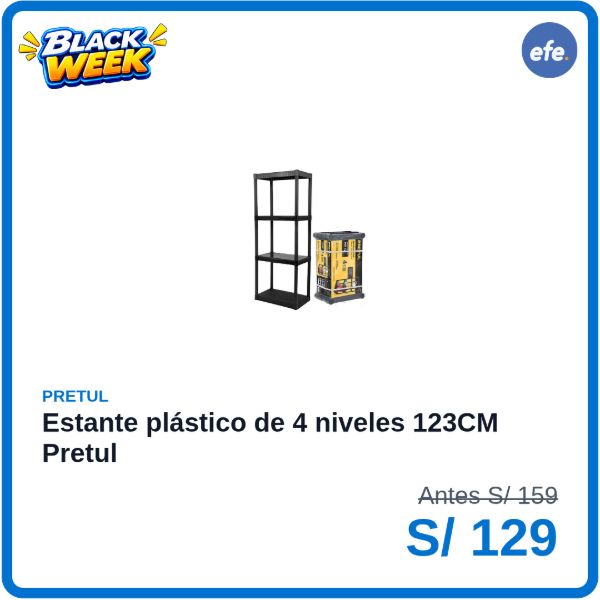 BLACK
WEEK
efe.
PRETUL
Estante plástico de 4 niveles 123CM
Pretul
Antes S/ 159
S/ 129